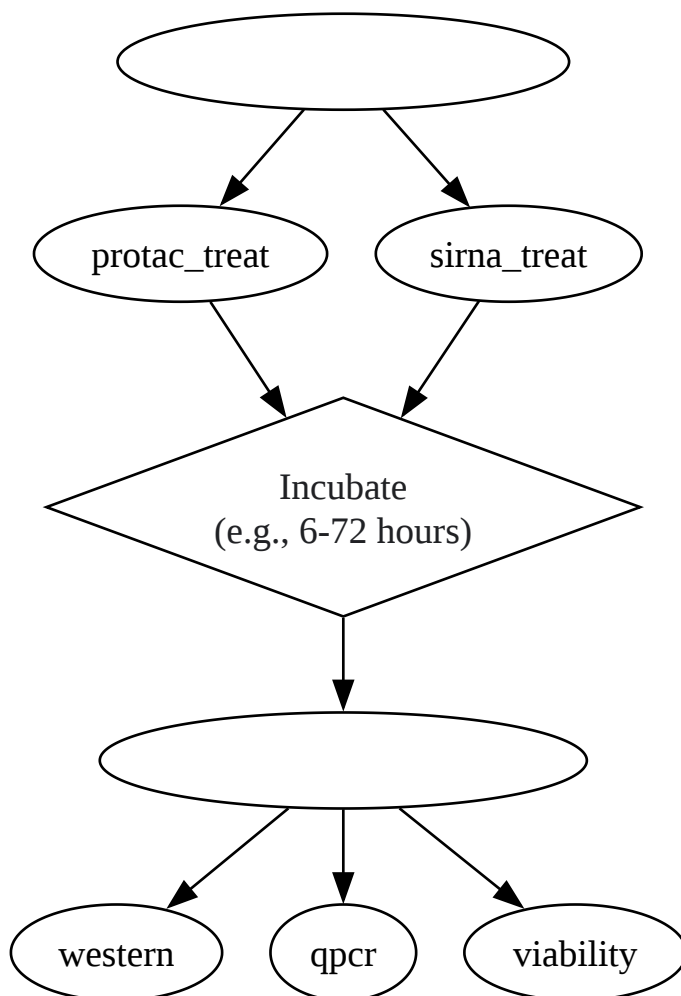 protac_treat
sirna_treat
Incubate
(e.g., 6-72 hours)
western
qpcr
viability